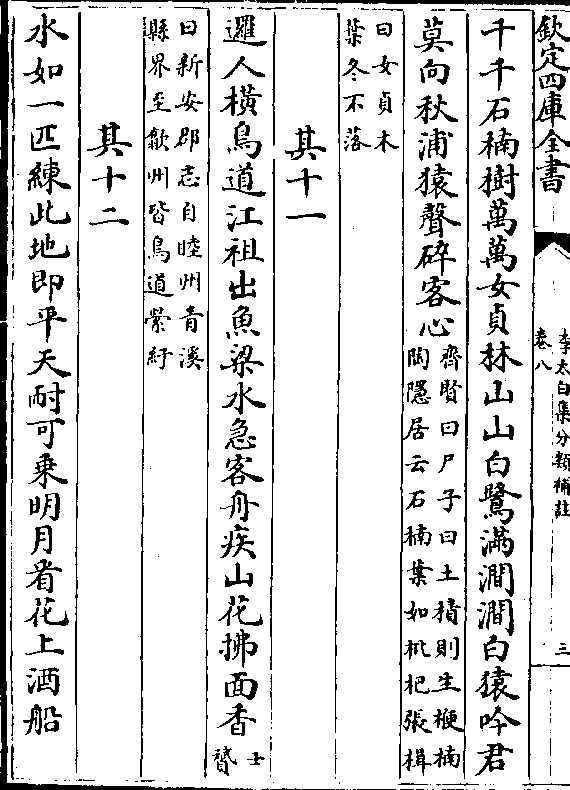 欽定四庫全書
李太白集分類補註
卷八
三
千千石楠樹萬萬女貞林山山白鷺滿澗澗白猿吟君
莫向秋浦猿聲碎客心
齊賢曰尸子曰土積則生楩楠
陶隱居云石楠葉如枇杷張楫
曰女貞木
葉冬不落
其十一
邏人橫鳥道江祖出魚梁水急客舟疾山花拂面香
士
贇
曰新安郡志自睦州青溪
縣界至歙州皆鳥道縈紆
其十二
水如一匹練此地即平天耐可乗明月看花上酒船